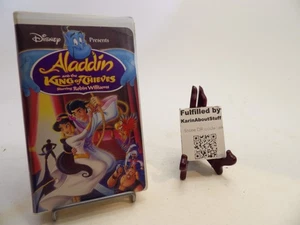 Disney Presents
Aladdin
and the
King of Thieves
Starring Robin Williams
Fulfilled by
KarinAboutStuff